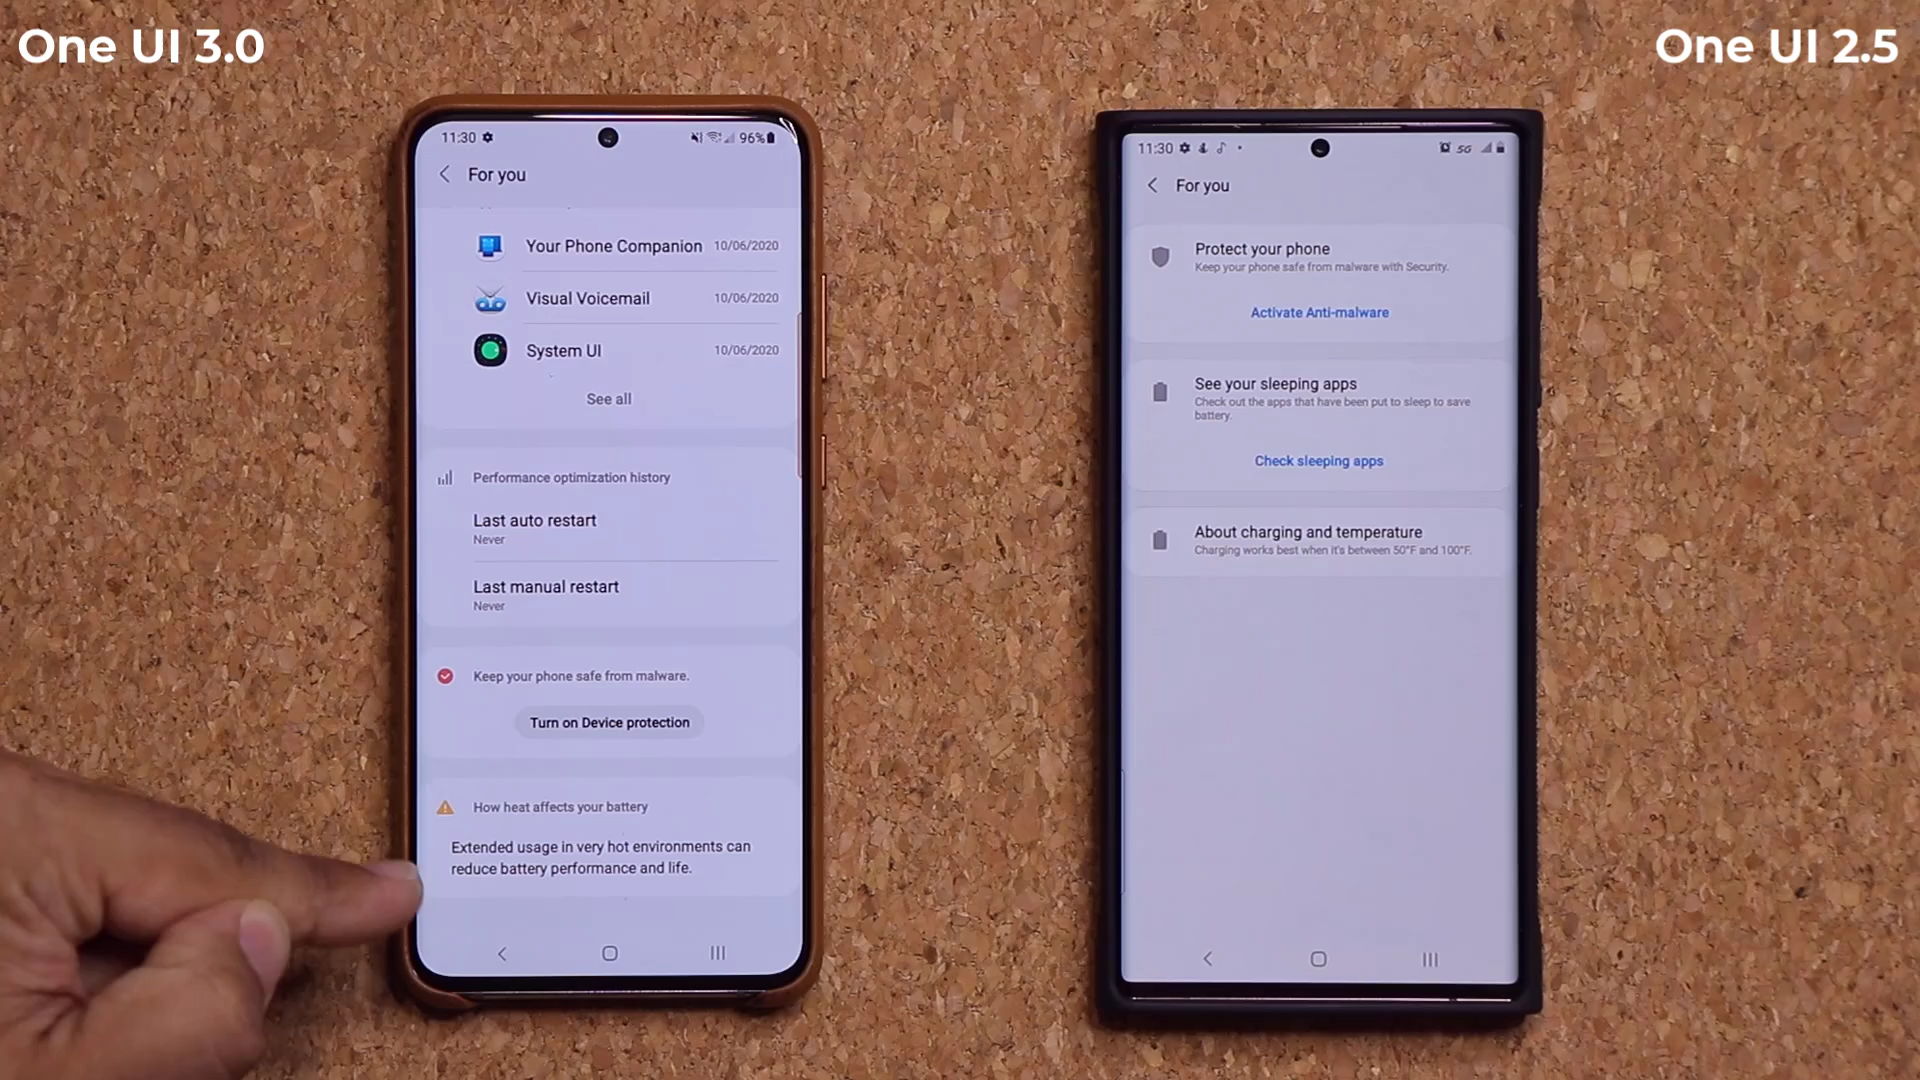 One UI 3.0
One UI 2.5
11:30
96%
For you
Your Phone Companion 10/06/2020
Visual Voicemail 10/06/2020
System UI 10/06/2020
See all
Performance optimization history
Last auto restart
Never
Last manual restart
Never
Keep your phone safe from malware.
Turn on Device protection
How heat affects your battery
Extended usage in very hot environments can
reduce battery performance and life.
11:30
5G
For you
Protect your phone
Keep your phone safe from malware with Security.
Activate Anti-malware
See your sleeping apps
Check out the apps that have been put to sleep to save
battery.
Check sleeping apps
About charging and temperature
Charging works best when it's between 50°F and 100°F.